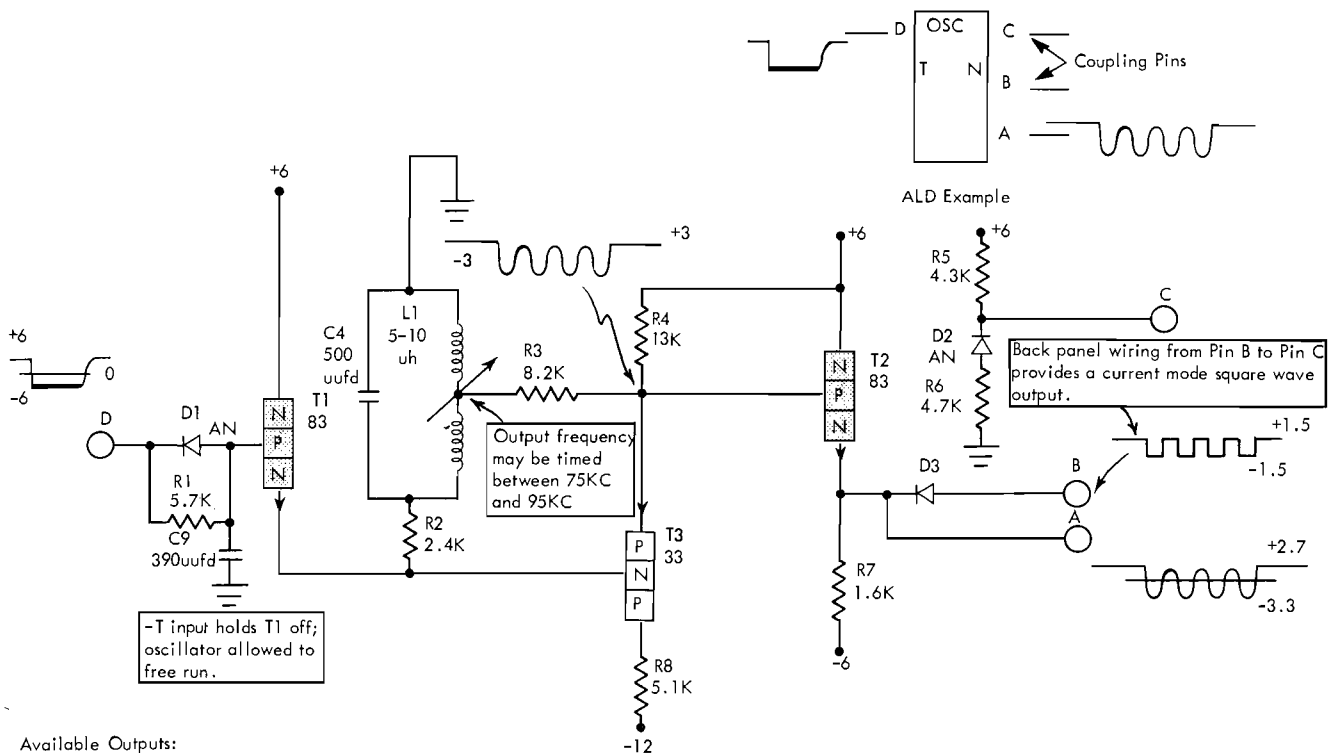 D
OSC
C
T
N
Coupling Pins
B
A
ALD Example
+6
+3
-3
+6
+6
R5
4.3K
C
L1
5-10
uh
C4
500
uufd
R4
13K
D2
AN
R3
8.2K
T2
83
R6
4.7K
Back panel wiring from Pin B to Pin C
provides a current mode square wave
output.
+6
0
-6
D
D1
AN
N
P
N
T1
83
N
P
N
Output frequency
may be timed
between 75KC
and 95KC
+1.5
-1.5
R1
5.7K
C9
390uufd
R2
2.4K
D3
B
A
P
N
P
T3
33
R7
1.6K
+2.7
-3.3
-T input holds T1 off;
oscillator allowed to
free run.
-6
R8
5.1K
-12
Available Outputs: